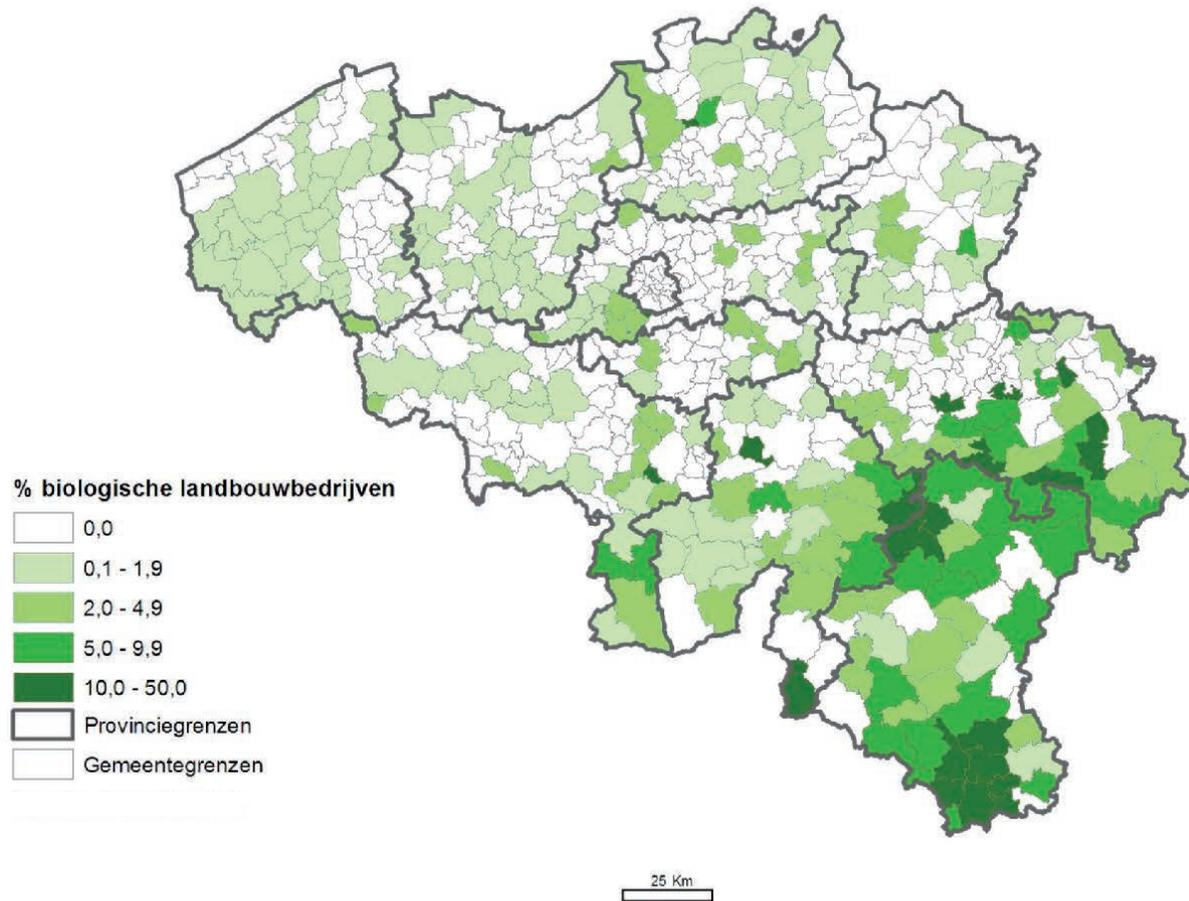 % biologische landbouwbedrijven
0,0
0,1 - 1,9
2,0 - 4,9
5,0 - 9,9
10,0 - 50,0
Provinciegrenzen
Gemeentegrenzen
25 Km